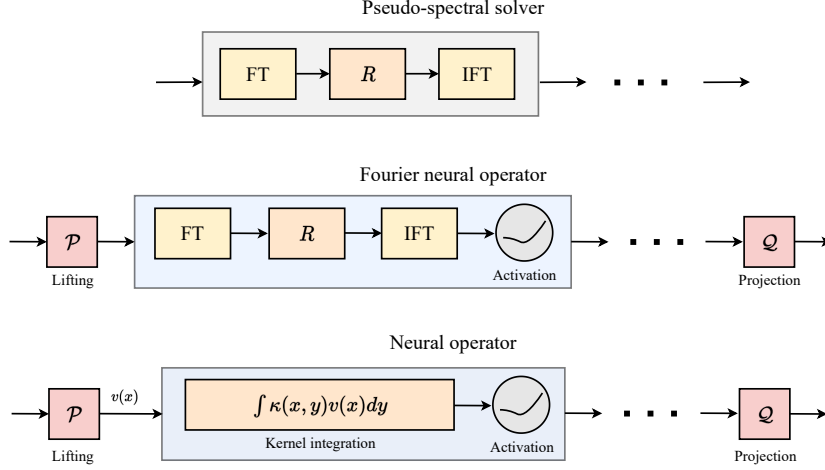 Pseudo-spectral solver
FT
R
IFT
Fourier neural operator
𝒫
FT
R
IFT
𝒬
Lifting
Activation
Projection
Neural operator
𝒫
v(x)
∫ κ(x, y)v(x)dy
𝒬
Lifting
Kernel integration
Activation
Projection